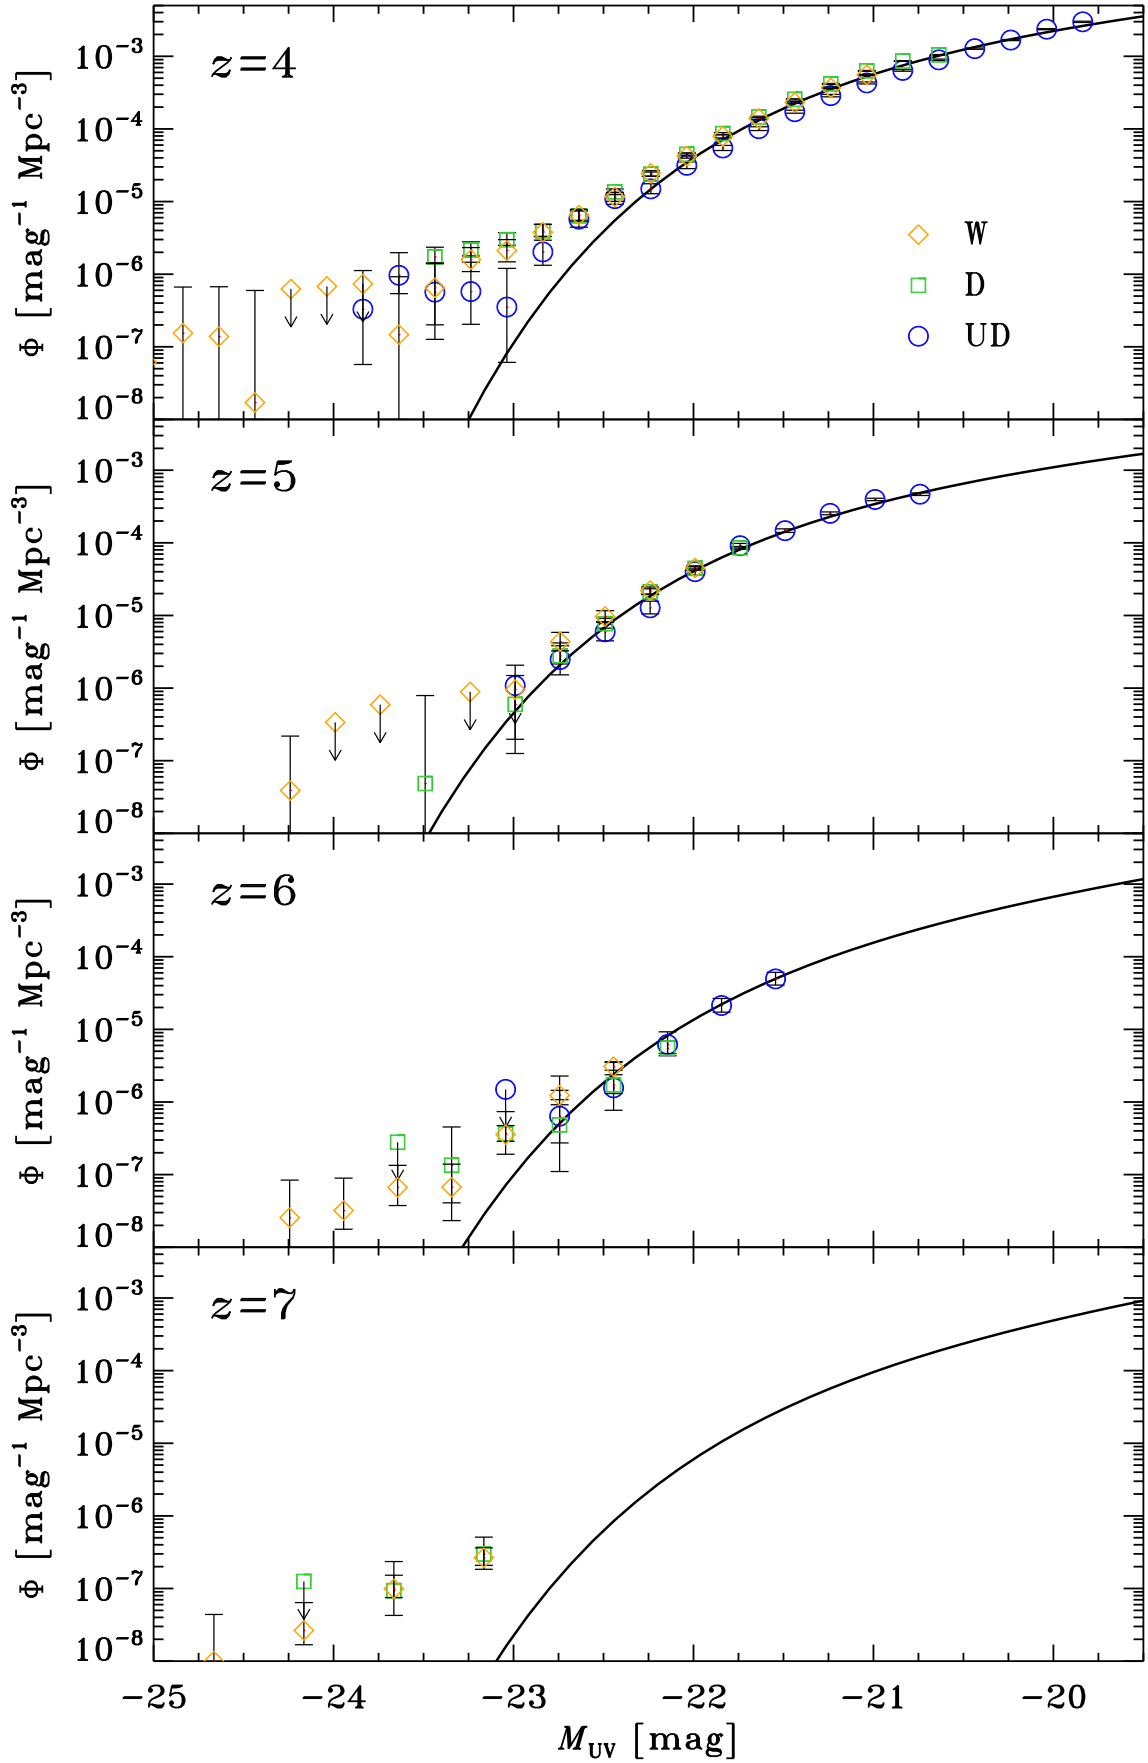 z=4
Φ [mag⁻¹ Mpc⁻³]
10⁻³
10⁻⁴
10⁻⁵
10⁻⁶
10⁻⁷
10⁻⁸
W
D
UD
z=5
Φ [mag⁻¹ Mpc⁻³]
10⁻³
10⁻⁴
10⁻⁵
10⁻⁶
10⁻⁷
10⁻⁸
z=6
Φ [mag⁻¹ Mpc⁻³]
10⁻³
10⁻⁴
10⁻⁵
10⁻⁶
10⁻⁷
10⁻⁸
z=7
Φ [mag⁻¹ Mpc⁻³]
10⁻³
10⁻⁴
10⁻⁵
10⁻⁶
10⁻⁷
10⁻⁸
−25 −24 −23 −22 −21 −20
M_UV [mag]